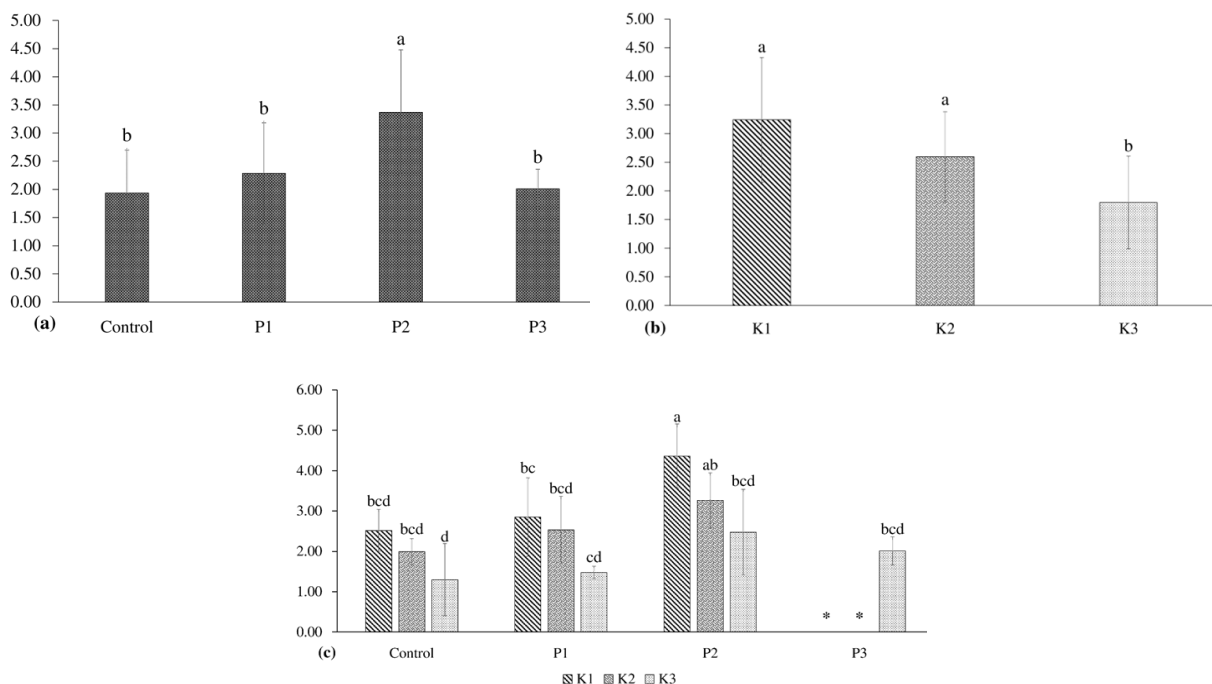 5.00
4.50
4.00
3.50
3.00
2.50
2.00
1.50
1.00
0.50
0.00
b
b
a
b
(a)
Control P1 P2 P3
5.00
4.50
4.00
3.50
3.00
2.50
2.00
1.50
1.00
0.50
0.00
a
a
b
(b)
K1 K2 K3
6.00
5.00
4.00
3.00
2.00
1.00
0.00
bcd bcd d
bc bcd cd
a ab bcd
* * bcd
(c)
Control P1 P2 P3
K1 K2 K3